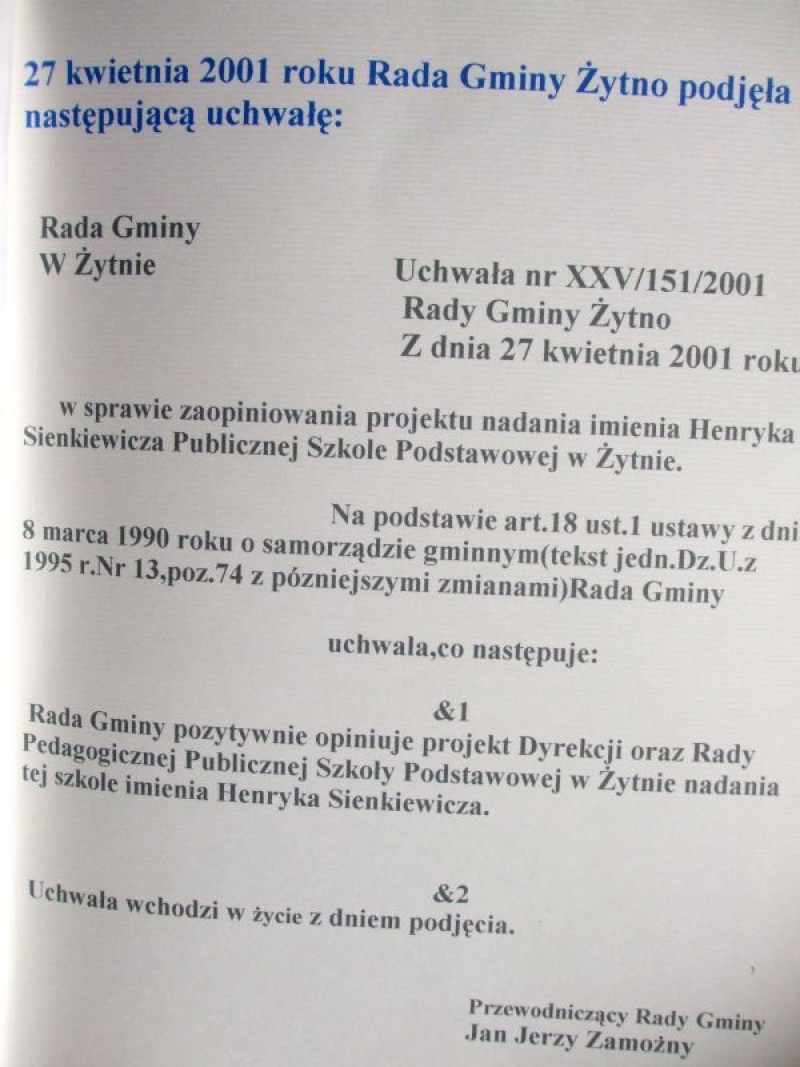 27 kwietnia 2001 roku Rada Gminy Żytno podjęła
następującą uchwałę:
Rada Gminy
W Żytnie
Uchwała nr XXV/151/2001
Rady Gminy Żytno
Z dnia 27 kwietnia 2001 roku
w sprawie zaopiniowania projektu nadania imienia Henryka
Sienkiewicza Publicznej Szkole Podstawowej w Żytnie.
Na podstawie art.18 ust.1 ustawy z dni
8 marca 1990 roku o samorządzie gminnym(tekst jedn.Dz.U.z
1995 r.Nr 13,poz.74 z pózniejszymi zmianami)Rada Gminy
uchwala,co następuje:
&1
Rada Gminy pozytywnie opiniuje projekt Dyrekcji oraz Rady
Pedagogicznej Publicznej Szkoły Podstawowej w Żytnie nadania
tej szkole imienia Henryka Sienkiewicza.
&2
Uchwała wchodzi w życie z dniem podjęcia.
Przewodniczący Rady Gminy
Jan Jerzy Zamożny